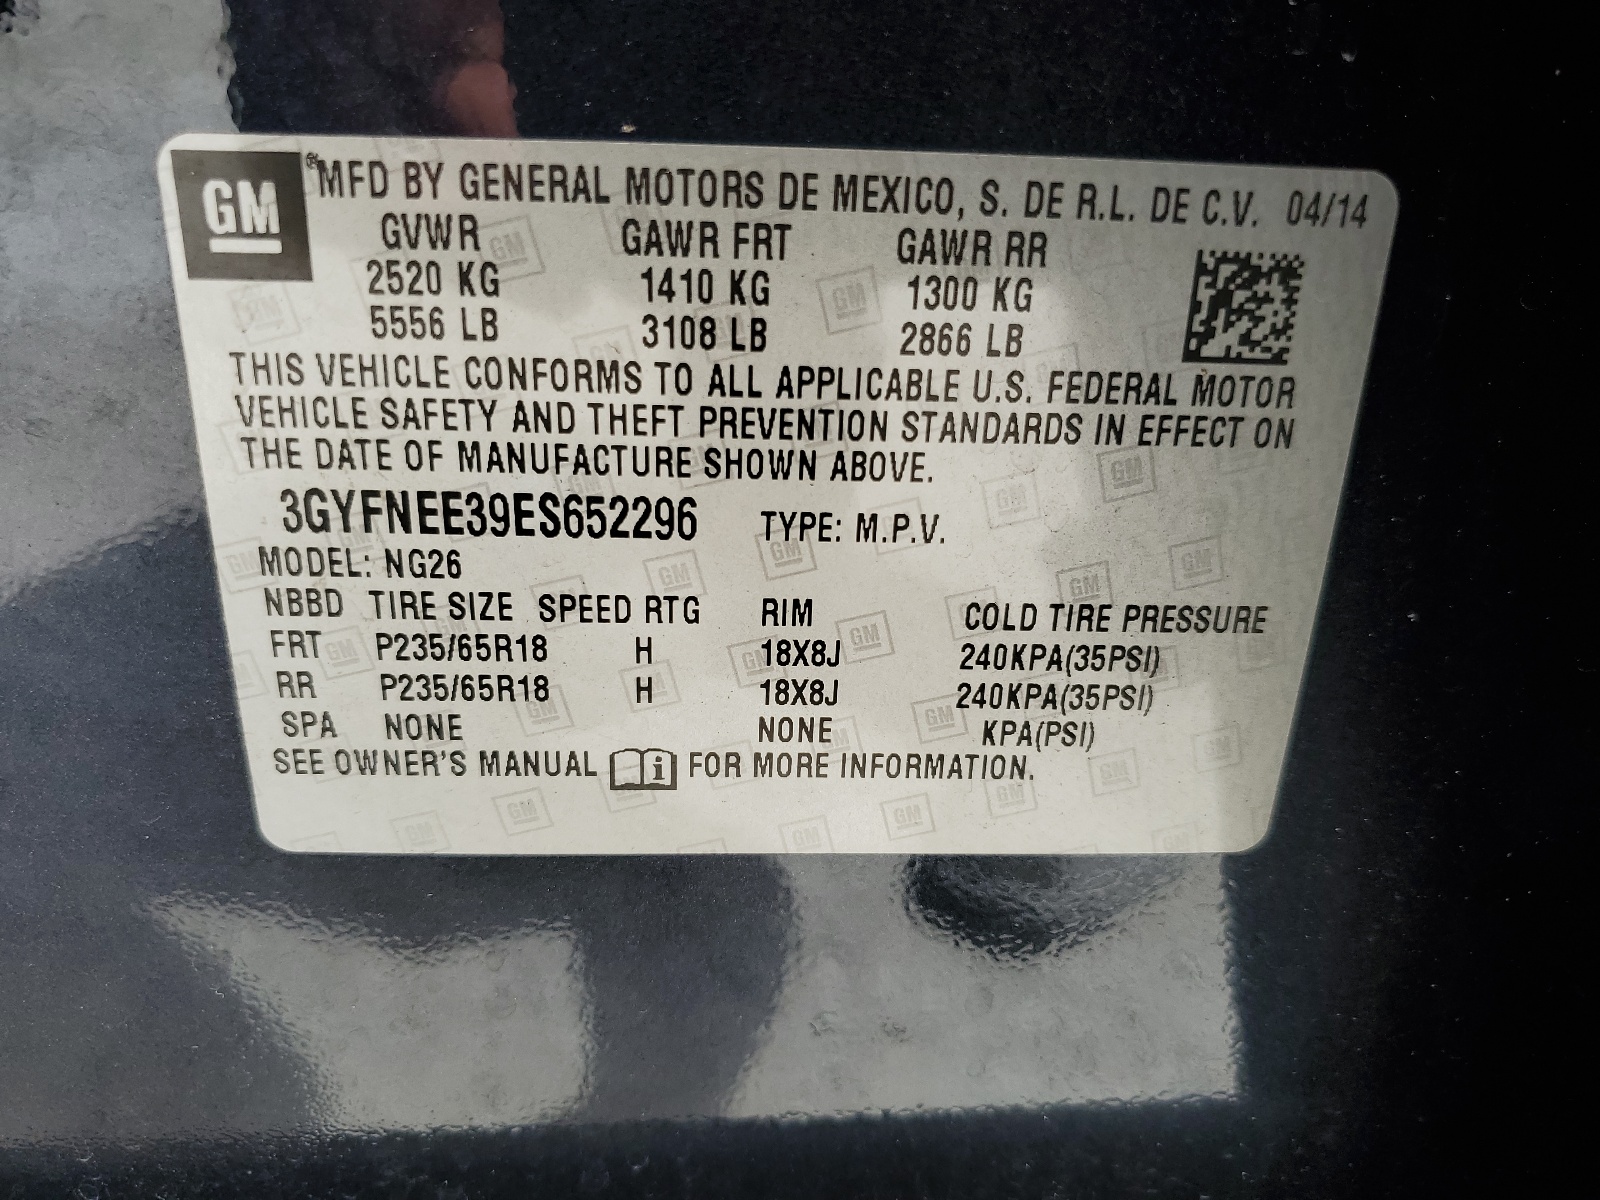 GM
MFD BY GENERAL MOTORS DE MEXICO, S. DE R.L. DE C.V. 04/14
GVWR GAWR FRT GAWR RR
2520 KG 1410 KG 1300 KG
5556 LB 3108 LB 2866 LB
THIS VEHICLE CONFORMS TO ALL APPLICABLE U.S. FEDERAL MOTOR
VEHICLE SAFETY AND THEFT PREVENTION STANDARDS IN EFFECT ON
THE DATE OF MANUFACTURE SHOWN ABOVE.
3GYFNEE39ES652296 TYPE: M.P.V.
MODEL: NG26
NBBD TIRE SIZE SPEED RTG RIM COLD TIRE PRESSURE
FRT P235/65R18 H 18X8J 240KPA(35PSI)
RR P235/65R18 H 18X8J 240KPA(35PSI)
SPA NONE NONE KPA(PSI)
SEE OWNER'S MANUAL i FOR MORE INFORMATION.